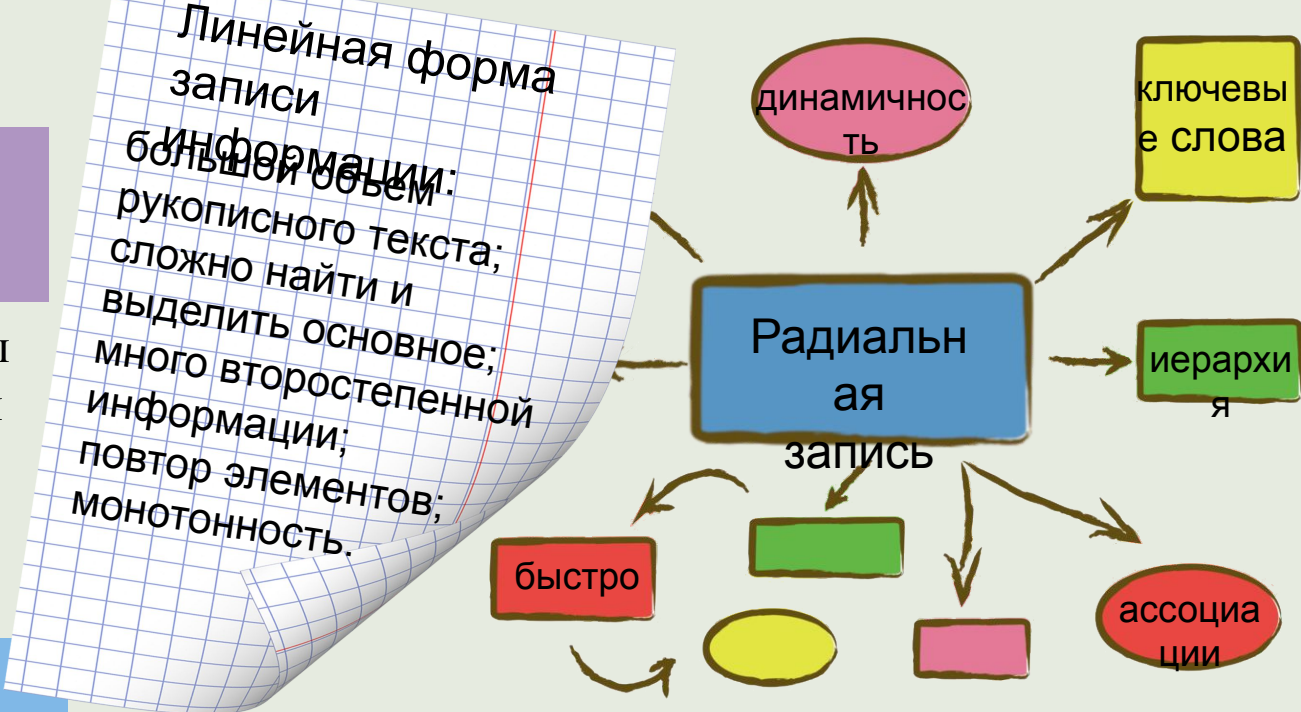 Линейная форма
записи
информации:
большой объем
рукописного текста;
сложно найти и
выделить основное;
много второстепенной
информации;
повтор элементов;
монотонность.
динамичнос
ть
ключевы
е слова
Радиальн
ая
запись
иерархи
я
быстро
ассоциа
ции